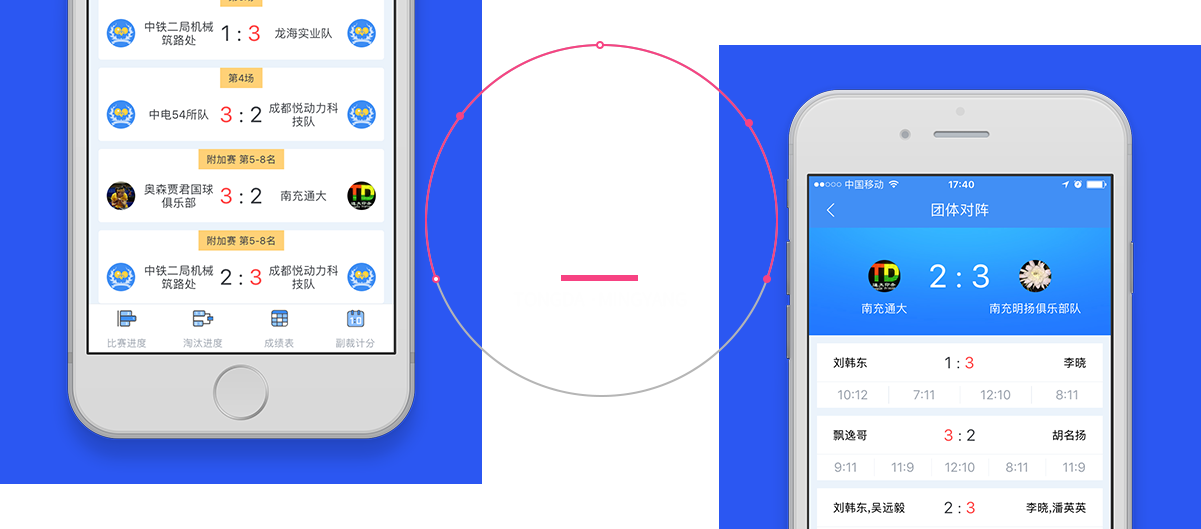 中铁二局机械
筑路处
1 : 3
龙海实业队
第4场
中电54所队
3 : 2
成都悦动力科
技队
附加赛 第5-8名
奥森贾君国球
俱乐部
3 : 2
南充通大
TD
附加赛 第5-8名
中铁二局机械
筑路处
2 : 3
成都悦动力科
技队
比赛进度
淘汰进度
成绩表
副裁计分
中国移动
17:40
团体对阵
TD
2 : 3
南充通大
南充明扬俱乐部队
刘韩东
1 : 3
李晓
10:12
7:11
12:10
8:11
飘逸哥
3 : 2
胡名扬
9:11
11:9
12:10
8:11
11:9
刘韩东,吴远毅
2 : 3
李晓,潘英英